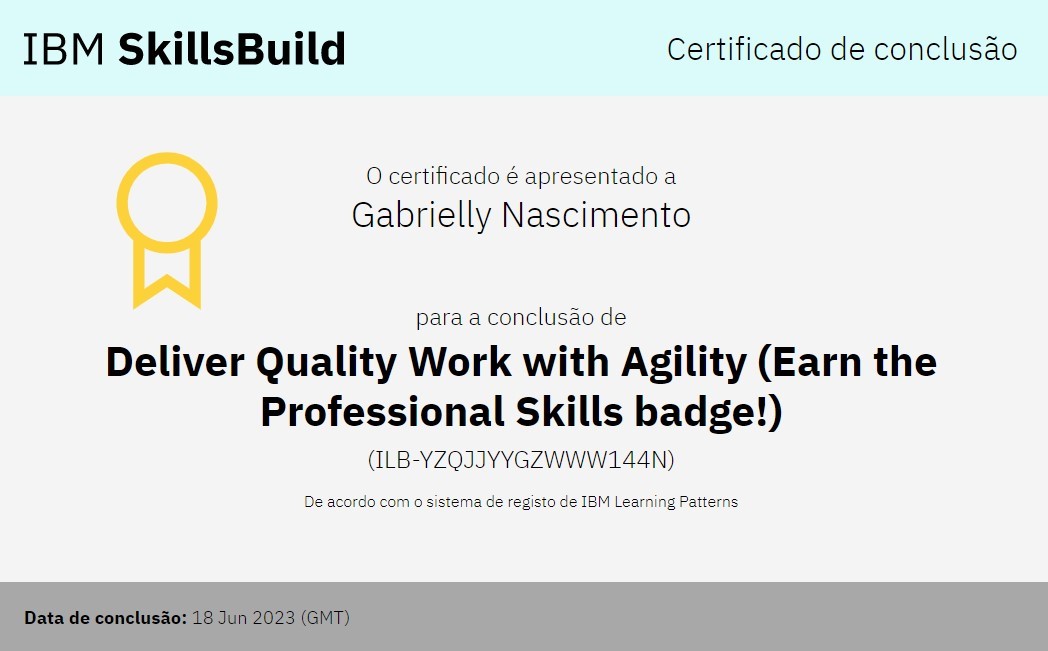 IBM SkillsBuild
Certificado de conclusão
O certificado é apresentado a
Gabrielly Nascimento
para a conclusão de
Deliver Quality Work with Agility (Earn the
Professional Skills badge!)
(ILB-YZQJJYYGZWWW144N)
De acordo com o sistema de registo de IBM Learning Patterns
Data de conclusão: 18 Jun 2023 (GMT)